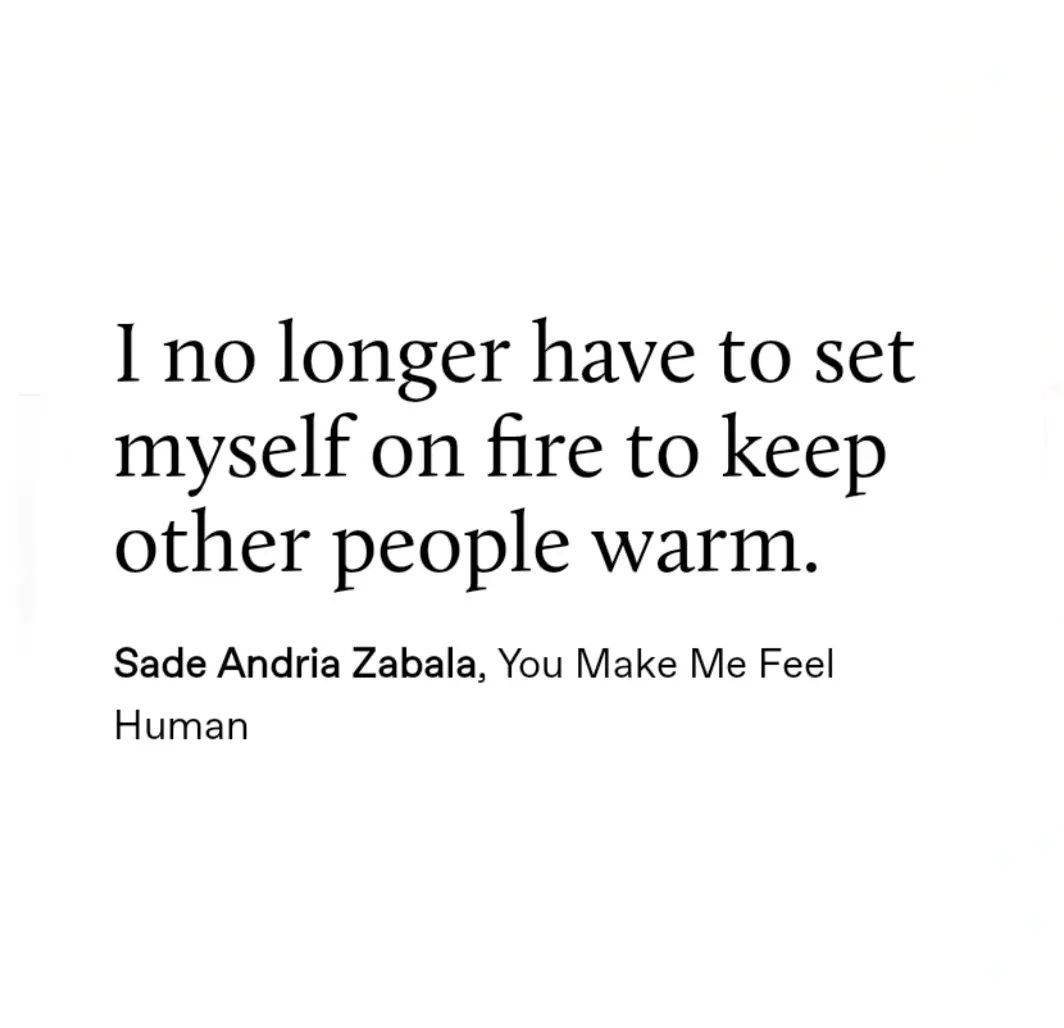 I no longer have to set
myself on fire to keep
other people warm.
Sade Andria Zabala, You Make Me Feel
Human